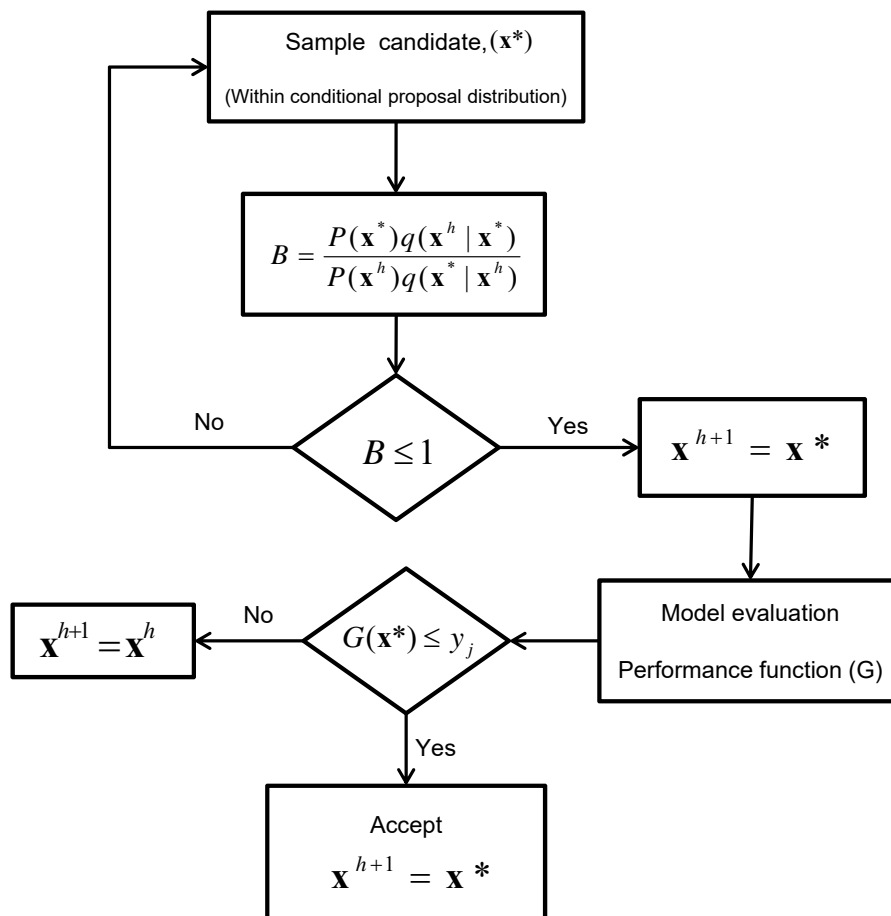 Sample candidate, (x*)
(Within conditional proposal distribution)
B = P(x*)q(x^h | x*) / P(x^h)q(x* | x^h)
No
B ≤ 1
Yes
x^{h+1} = x*
x^{h+1} = x^h
No
G(x*) ≤ y_j
Model evaluation
Performance function (G)
Yes
Accept
x^{h+1} = x*